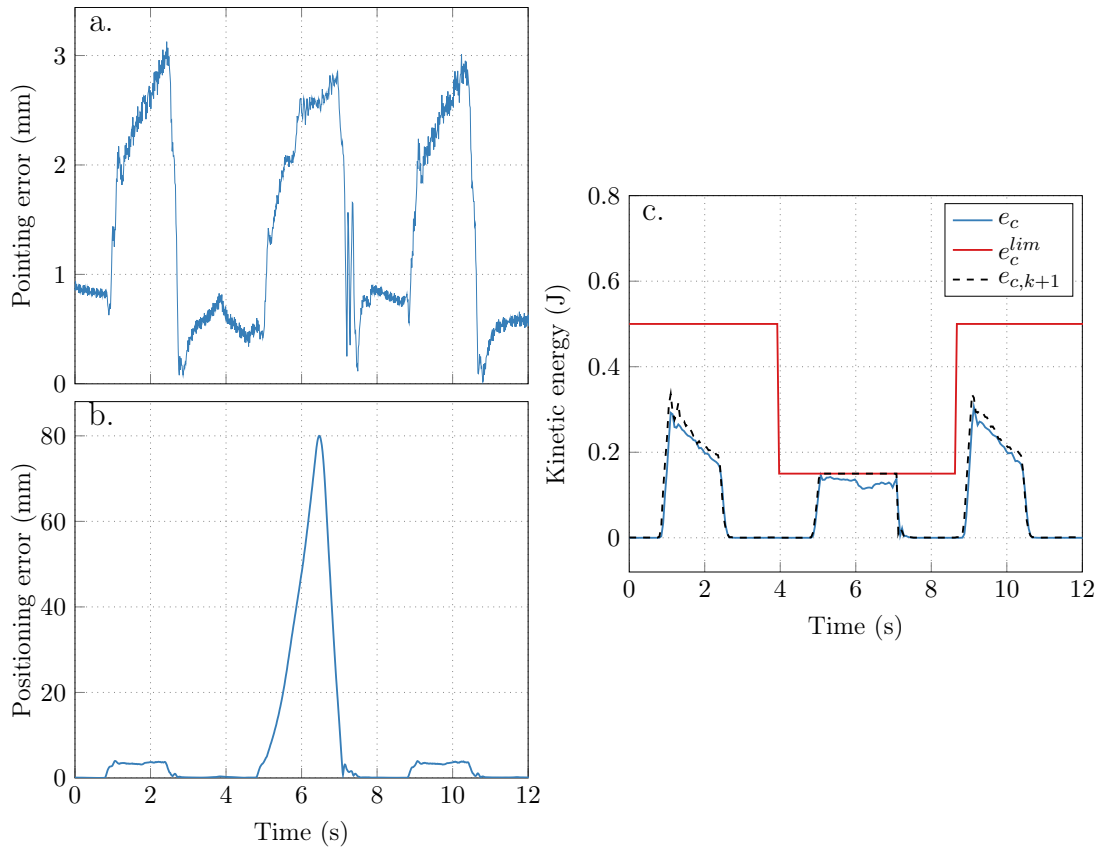 a.
Pointing error (mm)
3
2
1
0
b.
Positioning error (mm)
80
60
40
20
0
0 2 4 6 8 10 12
Time (s)
c.
Kinetic energy (J)
0.8
0.6
0.4
0.2
0
e_c
e_c^{lim}
e_{c,k+1}
0 2 4 6 8 10 12
Time (s)